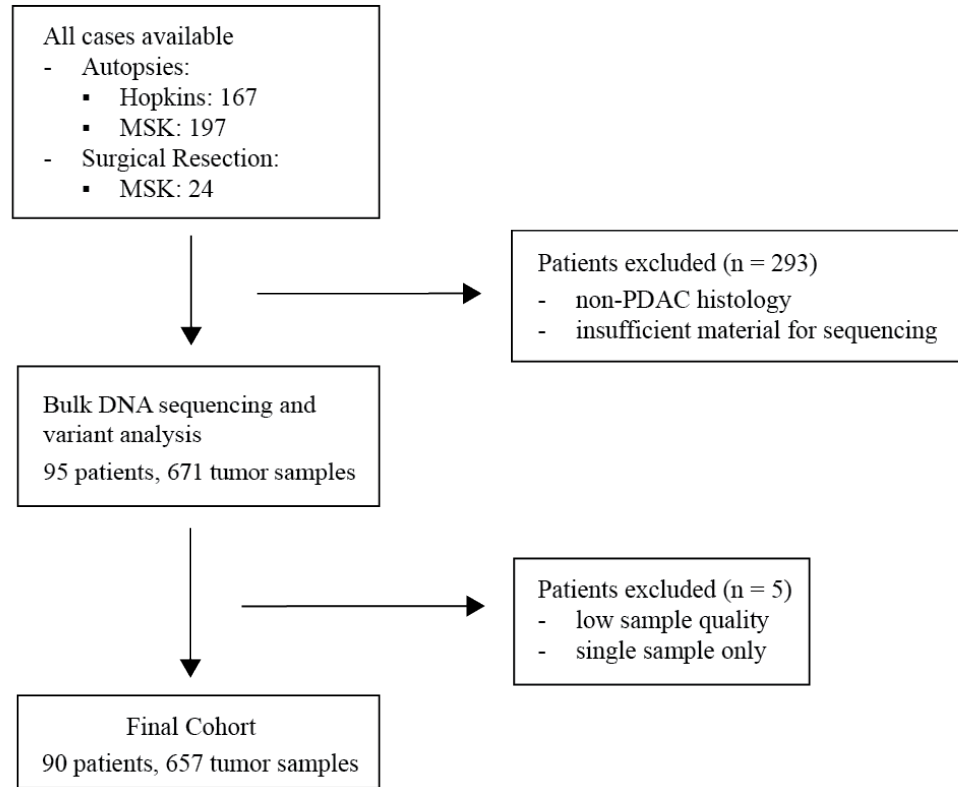 All cases available
- Autopsies:
▪ Hopkins: 167
▪ MSK: 197
- Surgical Resection:
▪ MSK: 24
Patients excluded (n = 293)
- non-PDAC histology
- insufficient material for sequencing
Bulk DNA sequencing and
variant analysis
95 patients, 671 tumor samples
Patients excluded (n = 5)
- low sample quality
- single sample only
Final Cohort
90 patients, 657 tumor samples